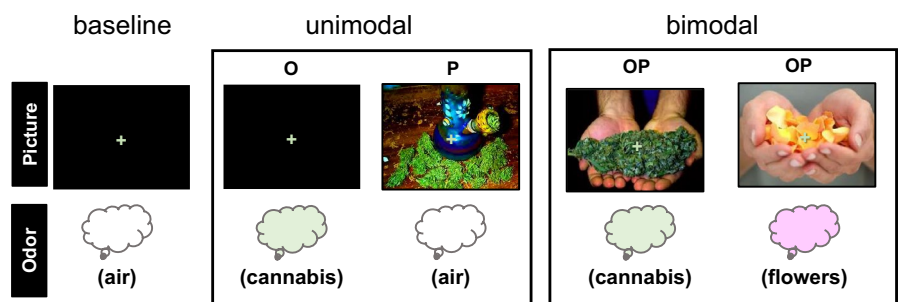 baseline
unimodal
bimodal
O
P
OP
OP
Picture
Odor
(air)
(cannabis)
(air)
(cannabis)
(flowers)